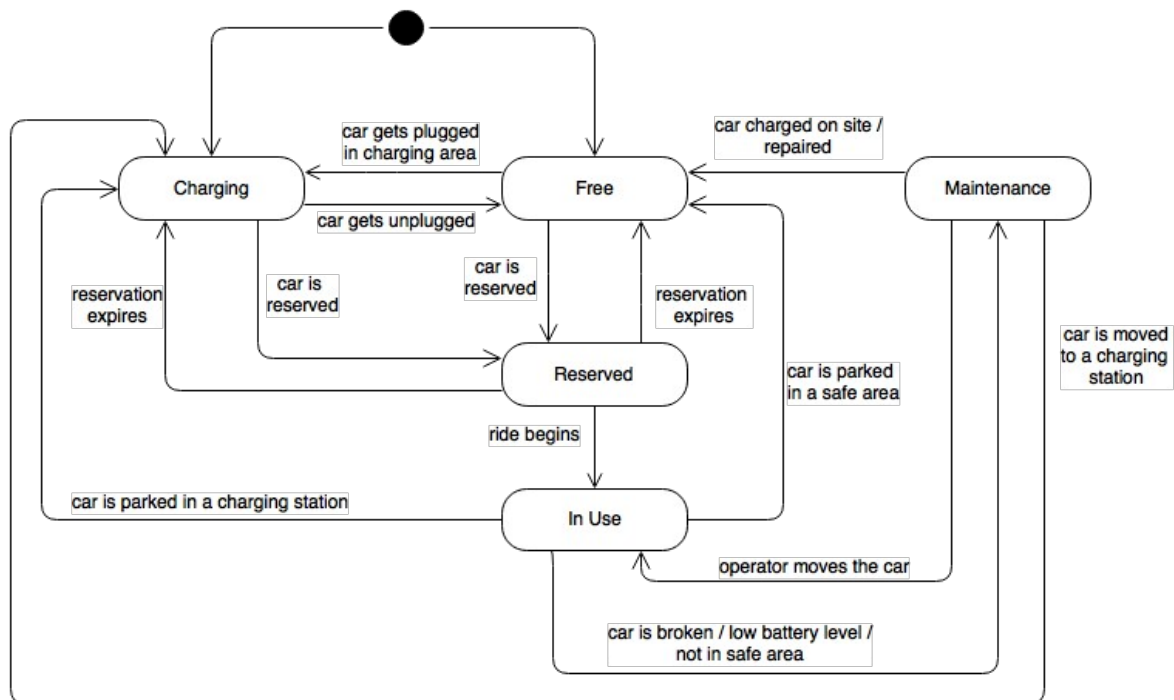 car gets plugged
in charging area
car charged on site /
repaired
Charging
Free
Maintenance
car gets unplugged
car is
reserved
car is
reserved
reservation
expires
reservation
expires
car is moved
to a charging
station
Reserved
car is parked
in a safe area
ride begins
car is parked in a charging station
In Use
operator moves the car
car is broken / low battery level /
not in safe area